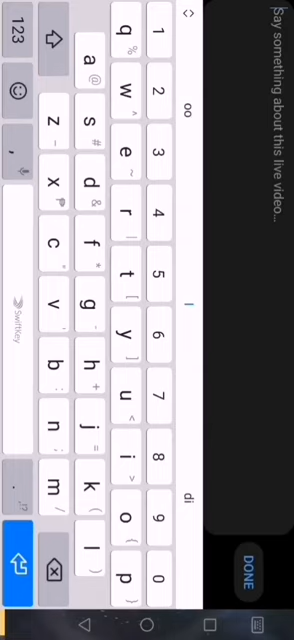 Say something about this live video...
DONE
oo l di
1 2 3 4 5 6 7 8 9 0
q w e r t y u i o p
% ^ ~ | [ ] < > { }
a s d f g h j k l
@ # & * - + = ( )
z x c v b n m
_ ₱ " ' : ; /
123 , SwiftKey . !?